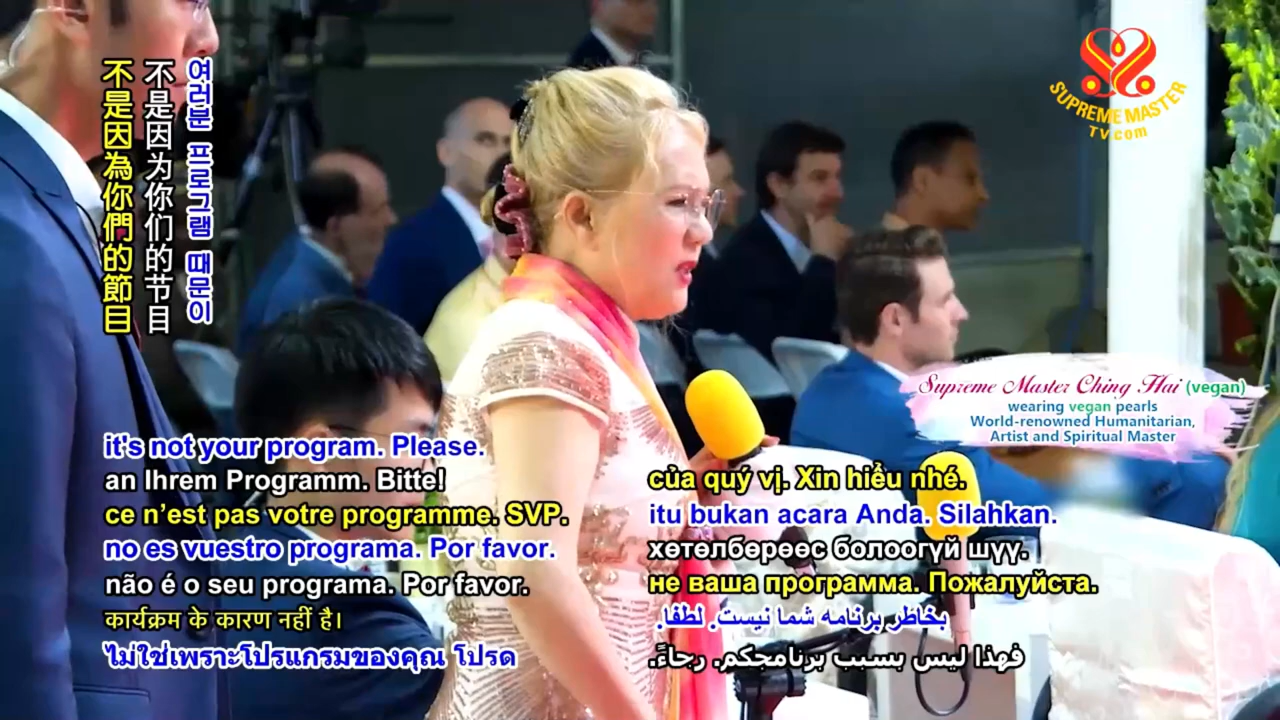 여러분 프로그램 때문이
不是因为你们的节目
不是因為你們的節目
SUPREME MASTER
TV.com
Supreme Master Ching Hai (vegan)
wearing vegan pearls
World-renowned Humanitarian,
Artist and Spiritual Master
it's not your program. Please.
an Ihrem Programm. Bitte!
ce n’est pas votre programme. SVP.
no es vuestro programa. Por favor.
não é o seu programa. Por favor.
कार्यक्रम के कारण नहीं है।
ไม่ใช่เพราะโปรแกรมของคุณ โปรด
của quý vị. Xin hiểu nhé.
itu bukan acara Anda. Silahkan.
хөтөлбөрөөс болоогүй шүү.
не ваша программа. Пожалуйста.
بخاطر برنامه شما نیست. لطفا.
فهذا ليس بسبب برنامجكم. رجاءً.